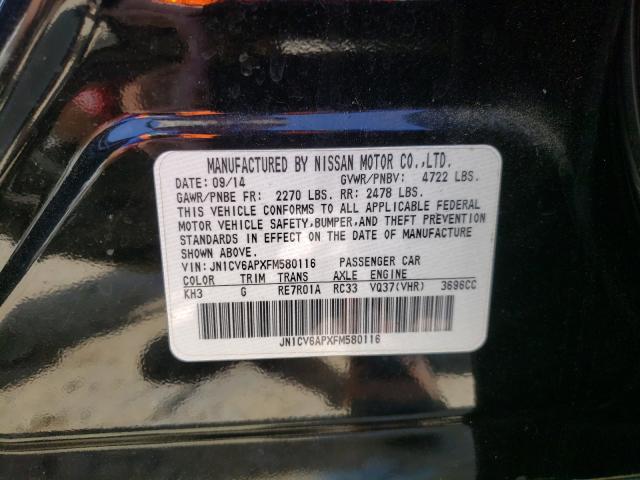 MANUFACTURED BY NISSAN MOTOR CO.,LTD.
DATE: 09/14 GVWR/PNBV: 4722 LBS.
GAWR/PNBE FR: 2270 LBS. RR: 2478 LBS.
THIS VEHICLE CONFORMS TO ALL APPLICABLE FEDERAL
MOTOR VEHICLE SAFETY,BUMPER,AND THEFT PREVENTION
STANDARDS IN EFFECT ON THE DATE OF MANUFACTURE
SHOWN ABOVE.
VIN: JN1CV6APXFM580116 PASSENGER CAR
COLOR TRIM TRANS AXLE ENGINE
KH3 G RE7R01A RC33 VQ37(VHR) 3696CC
JN1CV6APXFM580116